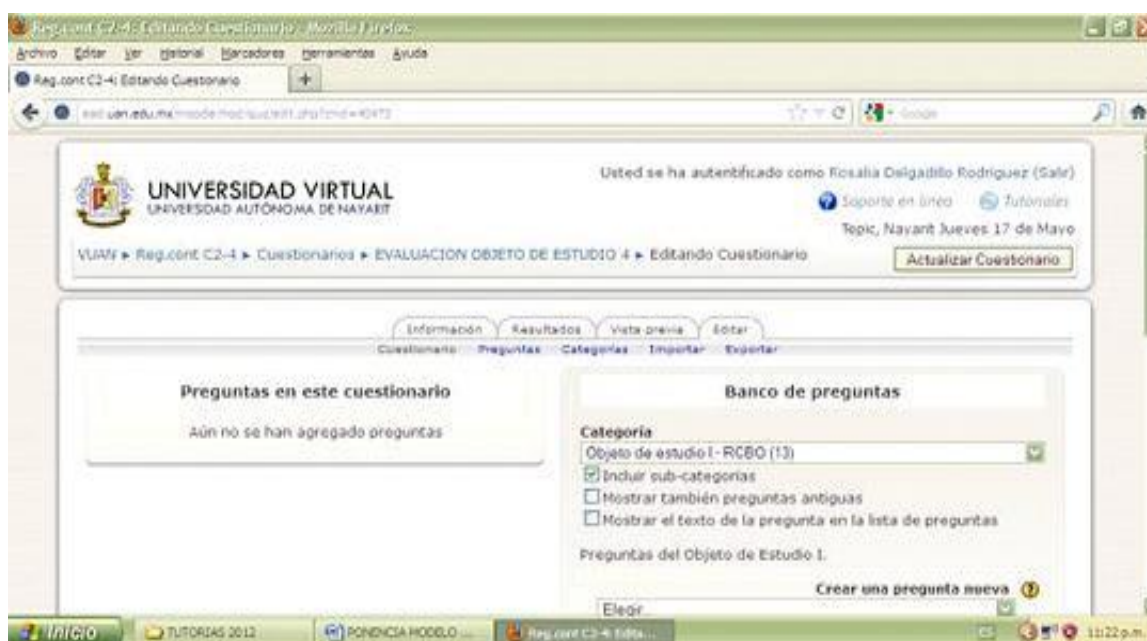 Reg.cont C2-4: Editando Cuestionario - Mozilla Firefox
Archivo Editar Ver Historial Marcadores Herramientas Ayuda
Reg.cont C2-4: Editando Cuestionario +
Google
UNIVERSIDAD VIRTUAL
UNIVERSIDAD AUTÓNOMA DE NAYARIT
Usted se ha autentificado como Rosalia Delgadillo Rodriguez (Salir)
Soporte en linea Tutoriales
Tepic, Nayarit Jueves 17 de Mayo
VUAN ► Reg.cont C2-4 ► Cuestionarios ► EVALUACION OBJETO DE ESTUDIO 4 ► Editando Cuestionario
Actualizar Cuestionario
Información Resultados Vista previa Editar
Cuestionario Preguntas Categorías Importar Exportar
Preguntas en este cuestionario
Aún no se han agregado preguntas
Banco de preguntas
Categoría
Objeto de estudio I - RCBO (13)
Incluir sub-categorías
Mostrar también preguntas antiguas
Mostrar el texto de la pregunta en la lista de preguntas
Preguntas del Objeto de Estudio I.
Crear una pregunta nueva
Elegir...
Inicio TUTORIAS 2012 PONENCIA MODELO ... Reg.cont C2-4: Edita... 11:22 p.m.